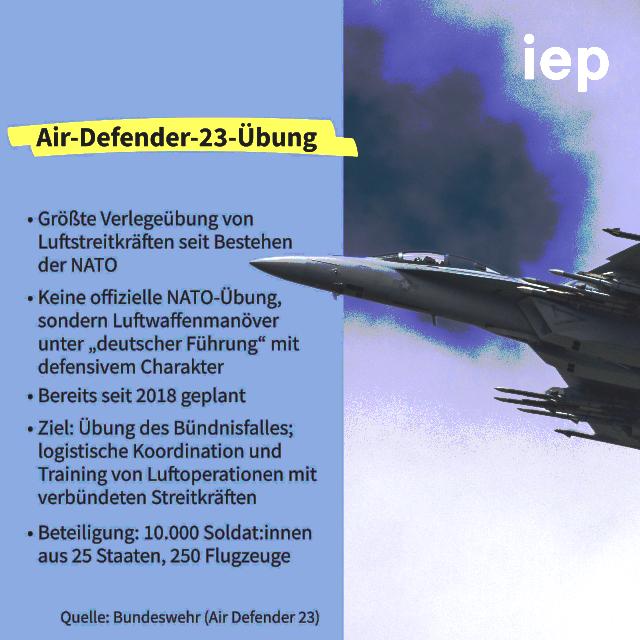 iep
Air-Defender-23-Übung
• Größte Verlegeübung von
Luftstreitkräften seit Bestehen
der NATO
• Keine offizielle NATO-Übung,
sondern Luftwaffenmanöver
unter „deutscher Führung“ mit
defensivem Charakter
• Bereits seit 2018 geplant
• Ziel: Übung des Bündnisfalles;
logistische Koordination und
Training von Luftoperationen mit
verbündeten Streitkräften
• Beteiligung: 10.000 Soldat:innen
aus 25 Staaten, 250 Flugzeuge
Quelle: Bundeswehr (Air Defender 23)